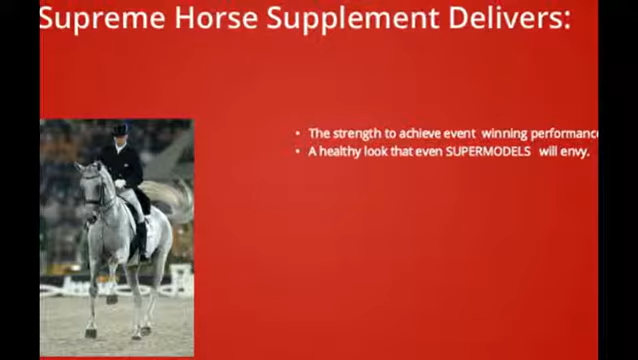 Supreme Horse Supplement Delivers:
• The strength to achieve event winning performanc
• A healthy look that even SUPERMODELS will envy.